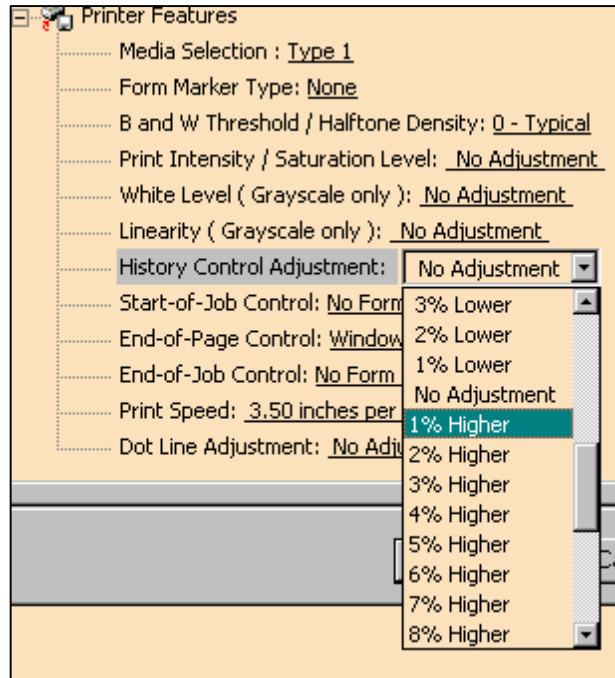 Printer Features
Media Selection : Type 1
Form Marker Type: None
B and W Threshold / Halftone Density: 0 - Typical
Print Intensity / Saturation Level: No Adjustment
White Level ( Grayscale only ): No Adjustment
Linearity ( Grayscale only ): No Adjustment
History Control Adjustment: No Adjustment
Start-of-Job Control: No Form
3% Lower
End-of-Page Control: Window
2% Lower
1% Lower
End-of-Job Control: No Form
No Adjustment
Print Speed: 3.50 inches per
1% Higher
Dot Line Adjustment: No Adju
2% Higher
3% Higher
4% Higher
5% Higher
6% Higher
7% Higher
8% Higher